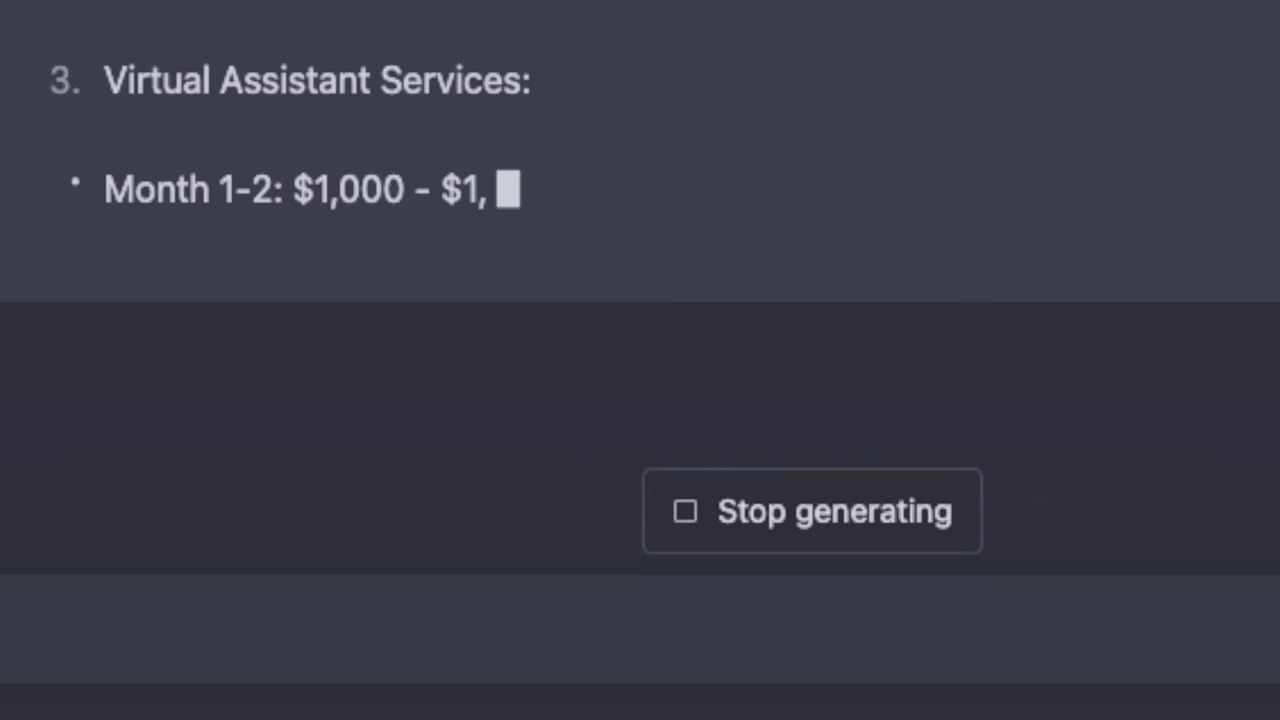 3. Virtual Assistant Services:
• Month 1-2: $1,000 - $1,
Stop generating